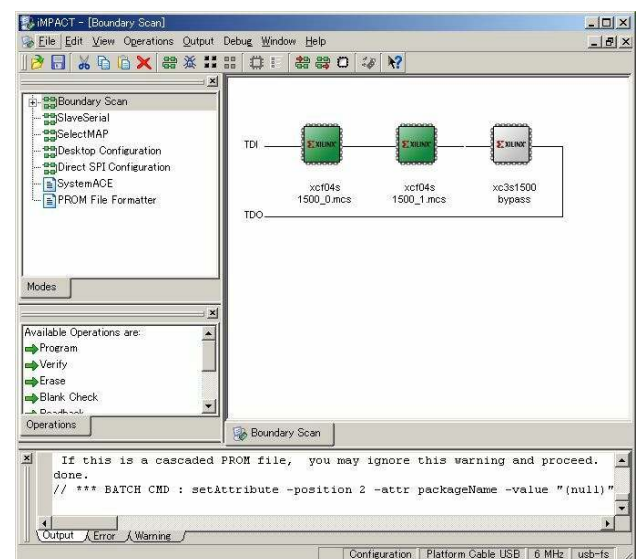 iMPACT - [Boundary Scan]
File Edit View Operations Output Debug Window Help
Boundary Scan
SlaveSerial
SelectMAP
Desktop Configuration
Direct SPI Configuration
SystemACE
PROM File Formatter
Modes
TDI
XILINX XILINX XILINX
xcf04s xcf04s xc3s1500
1500_0.mcs 1500_1.mcs bypass
TDO
Available Operations are:
Program
Verify
Erase
Blank Check
Readback
Operations
Boundary Scan
If this is a cascaded PROM file, you may ignore this warning and proceed.
done.
// *** BATCH CMD : setAttribute -position 2 -attr packageName -value "(null)"
Output Error Warning
Configuration Platform Cable USB 6 MHz usb-fs